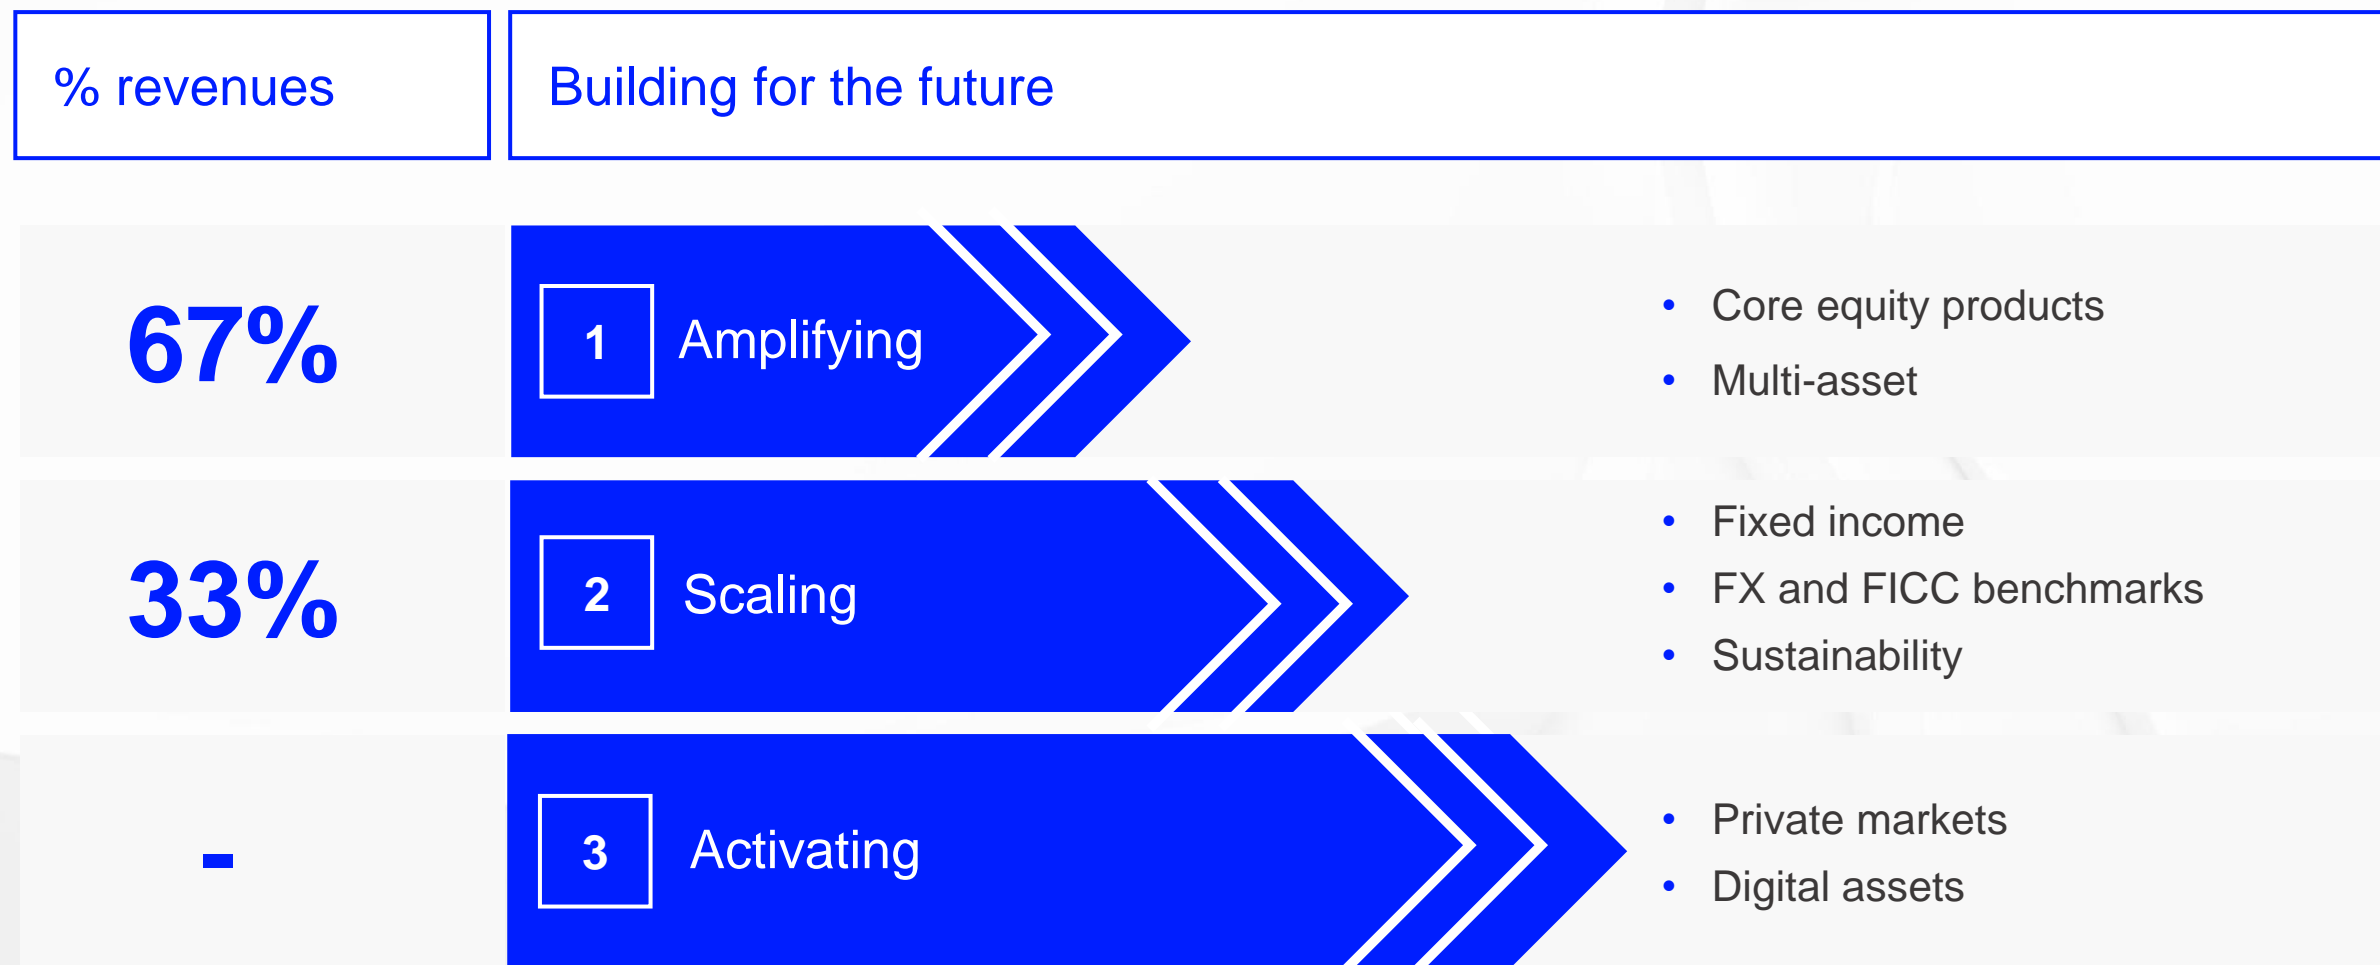 % revenues
Building for the future
67%
1
Amplifying
• Core equity products
• Multi-asset
33%
2
Scaling
• Fixed income
• FX and FICC benchmarks
• Sustainability
-
3
Activating
• Private markets
• Digital assets